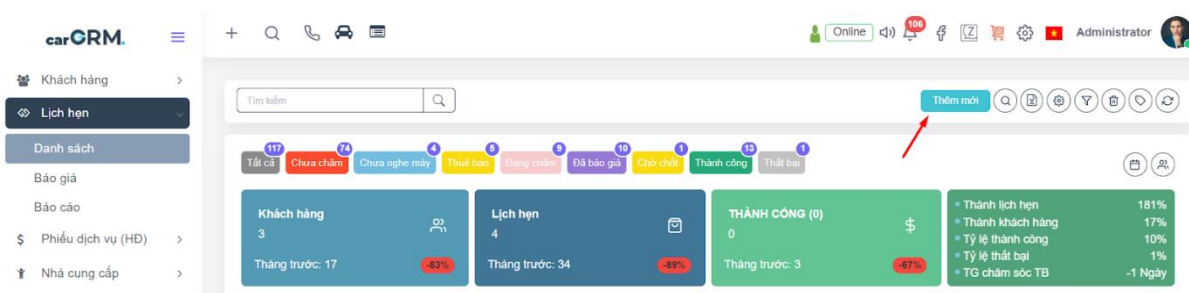 carCRM.
Online
106
Administrator
Khách hàng
Lịch hẹn
Danh sách
Báo giá
Báo cáo
Phiếu dịch vụ (HĐ)
Nhà cung cấp
Tìm kiếm
Thêm mới
117 74 4 5 9 10 1 13 1
Tất cả Chưa chăm Chưa nghe máy Thuê bao Đang chăm Đã báo giá Chờ chốt Thành công Thất bại
Khách hàng
3
Tháng trước: 17
-83%
Lịch hẹn
4
Tháng trước: 34
-89%
THÀNH CÔNG (0)
0
Tháng trước: 3
-67%
Thành lịch hẹn 181%
Thành khách hàng 17%
Tỷ lệ thành công 10%
Tỷ lệ thất bại 1%
TG chăm sóc TB -1 Ngày